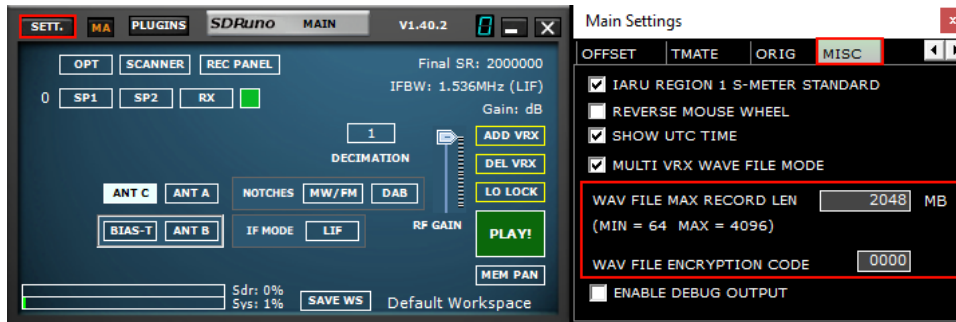 SETT. MA PLUGINS SDRuno MAIN V1.40.2 8
OPT SCANNER REC PANEL Final SR: 2000000
IFBW: 1.536MHz (LIF)
0 SP1 SP2 RX
Gain: dB
1 ADD VRX
DECIMATION
DEL VRX
ANT C ANT A NOTCHES MW/FM DAB LO LOCK
BIAS-T ANT B IF MODE LIF RF GAIN PLAY!
MEM PAN
Sdr: 0%
Sys: 1% SAVE WS Default Workspace
Main Settings x
OFFSET TMATE ORIG MISC
IARU REGION 1 S-METER STANDARD
REVERSE MOUSE WHEEL
SHOW UTC TIME
MULTI VRX WAVE FILE MODE
WAV FILE MAX RECORD LEN 2048 MB
(MIN = 64 MAX = 4096)
WAV FILE ENCRYPTION CODE 0000
ENABLE DEBUG OUTPUT